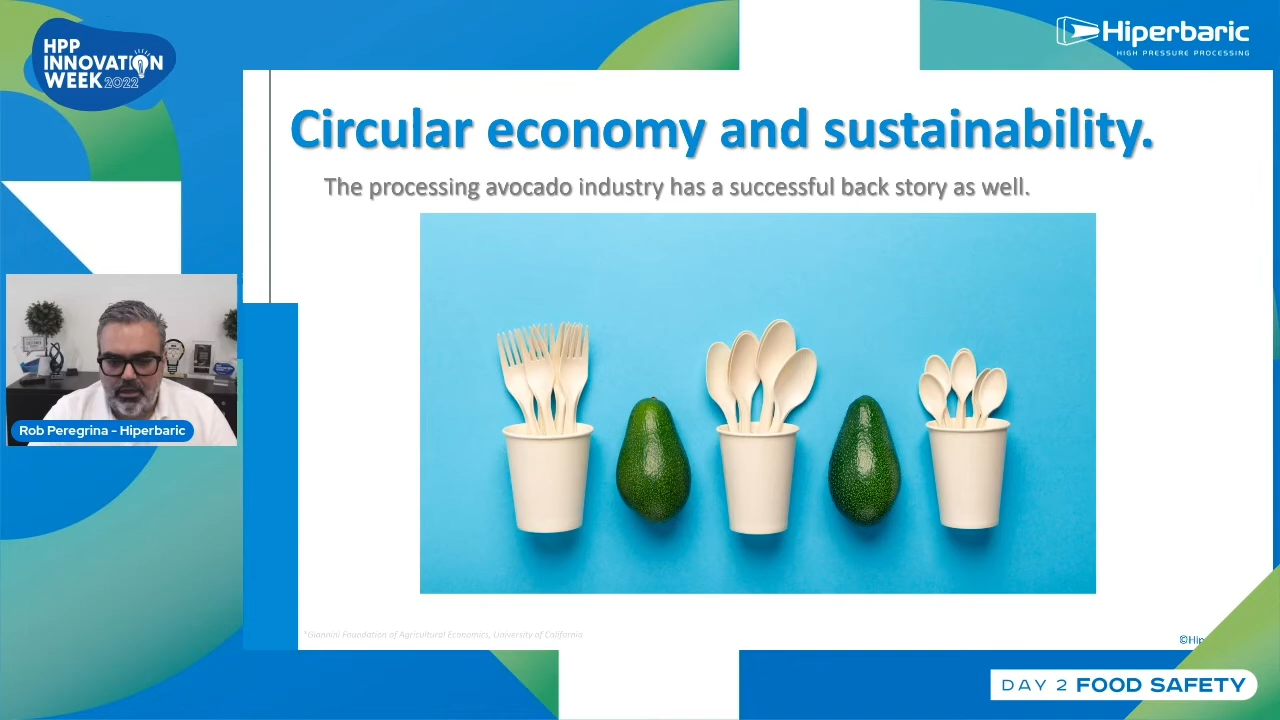 HPP
INNOVATION
WEEK 2022
Hiperbaric
HIGH PRESSURE PROCESSING
Circular economy and sustainability.
The processing avocado industry has a successful back story as well.
Rob Peregrina - Hiperbaric
*Giannini Foundation of Agricultural Economics, University of California
©Hip
DAY 2 FOOD SAFETY